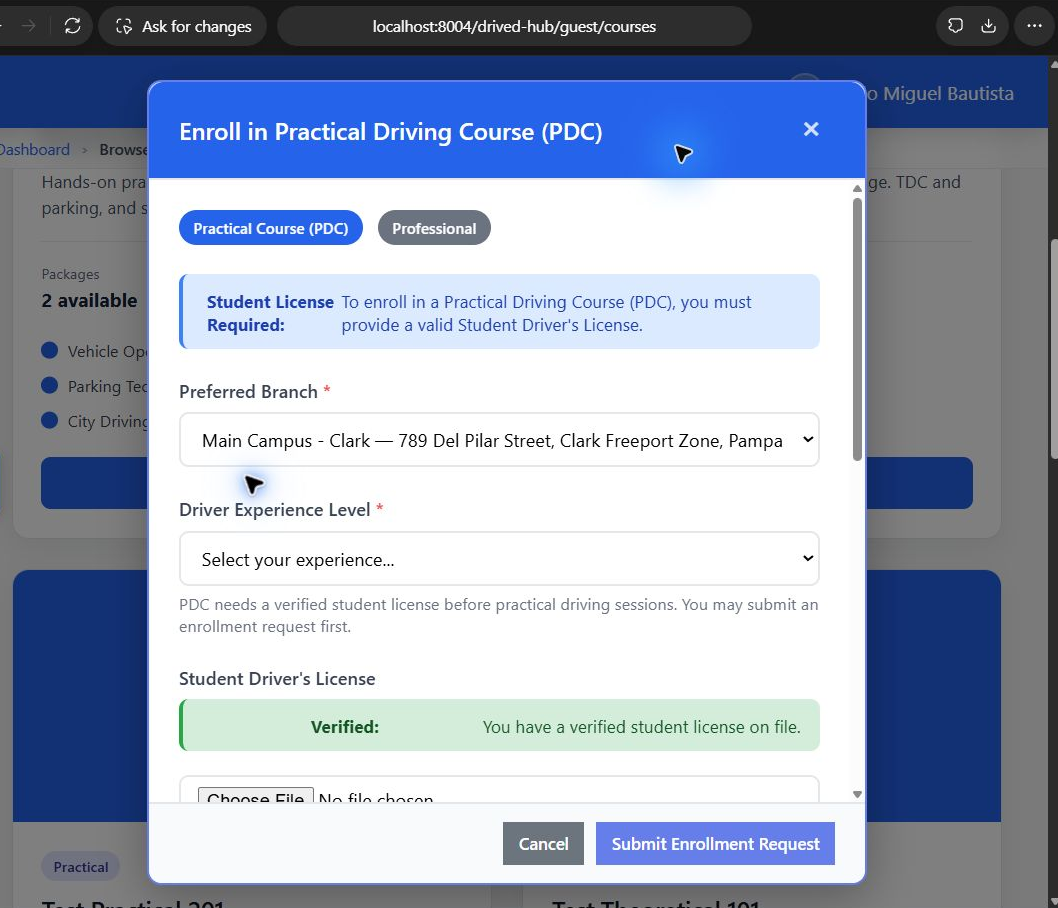 Ask for changes
localhost:8004/drived-hub/guest/courses
o Miguel Bautista
Enroll in Practical Driving Course (PDC)
Dashboard › Browse
Hands-on pra
ge. TDC and
parking, and s
Practical Course (PDC)
Professional
Packages
2 available
Student License Required:
To enroll in a Practical Driving Course (PDC), you must
provide a valid Student Driver's License.
Vehicle Ope
Parking Tec
City Driving
Preferred Branch *
Main Campus - Clark — 789 Del Pilar Street, Clark Freeport Zone, Pampa
Driver Experience Level *
Select your experience...
PDC needs a verified student license before practical driving sessions. You may submit an
enrollment request first.
Student Driver's License
Verified:
You have a verified student license on file.
Choose File No file chosen
Cancel
Submit Enrollment Request
Practical
Test Practical 201
Test Theoretical 101